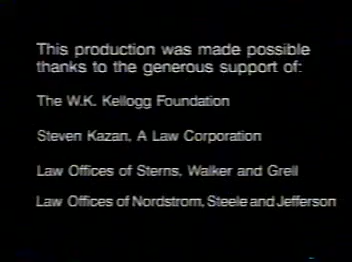 This production was made possible
thanks to the generous support of:
The W.K. Kellogg Foundation
Steven Kazan, A Law Corporation
Law Offices of Sterns, Walker and Grell
Law Offices of Nordstrom, Steele and Jefferson